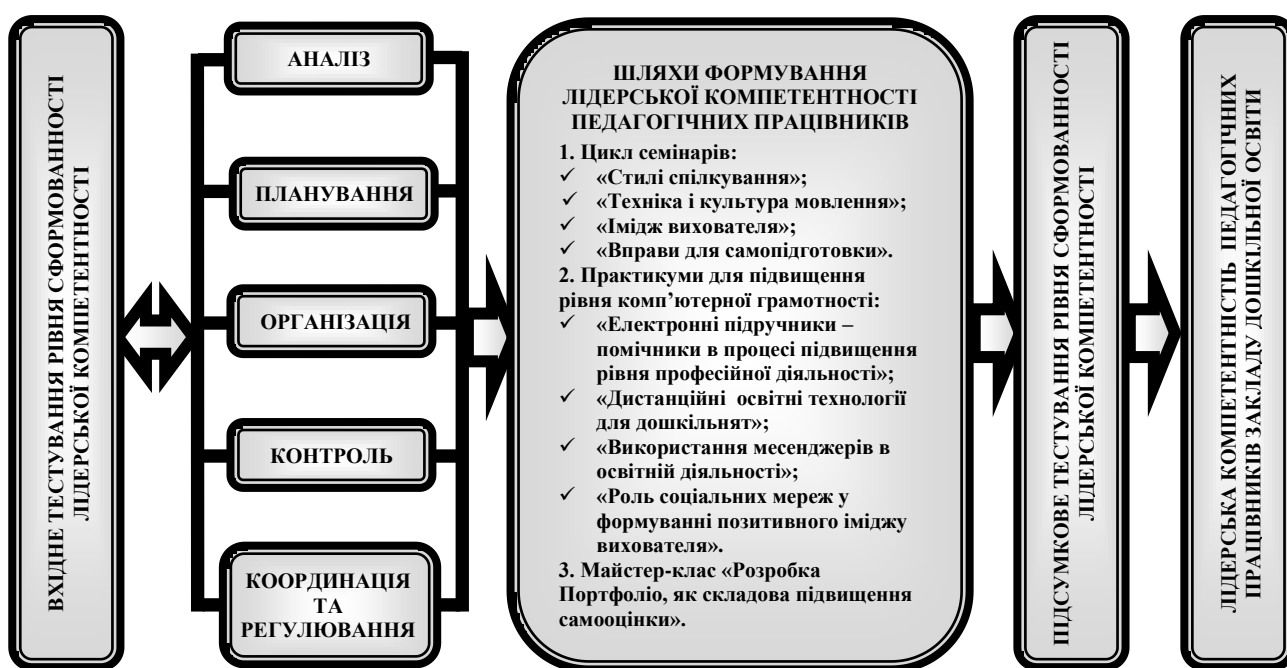 ВХІДНЕ ТЕСТУВАННЯ РІВНЯ СФОРМОВАННОСТІ
ЛІДЕРСЬКОЇ КОМПЕТЕНТНОСТІ
АНАЛІЗ
ПЛАНУВАННЯ
ОРГАНІЗАЦІЯ
КОНТРОЛЬ
КООРДИНАЦІЯ
ТА
РЕГУЛЮВАННЯ
ШЛЯХИ ФОРМУВАННЯ
ЛІДЕРСЬКОЇ КОМПЕТЕНТНОСТІ
ПЕДАГОГІЧНИХ ПРАЦІВНИКІВ
1. Цикл семінарів:
✓ «Стилі спілкування»;
✓ «Техніка і культура мовлення»;
✓ «Імідж вихователя»;
✓ «Вправи для самопідготовки».
2. Практикуми для підвищення
рівня комп’ютерної грамотності:
✓ «Електронні підручники –
помічники в процесі підвищення
рівня професійної діяльності»;
✓ «Дистанційні освітні технології
для дошкільнят»;
✓ «Використання месенджерів в
освітній діяльності»;
✓ «Роль соціальних мереж у
формуванні позитивного іміджу
вихователя».
3. Майстер-клас «Розробка
Портфоліо, як складова підвищення
самооцінки».
ПІДСУМКОВЕ ТЕСТУВАННЯ РІВНЯ СФОРМОВАННОСТІ
ЛІДЕРСЬКОЇ КОМПЕТЕНТНОСТІ
ЛІДЕРСЬКА КОМПЕТЕНТНІСТЬ ПЕДАГОГІЧНИХ
ПРАЦІВНИКІВ ЗАКЛАДУ ДОШКІЛЬНОЇ ОСВІТИ